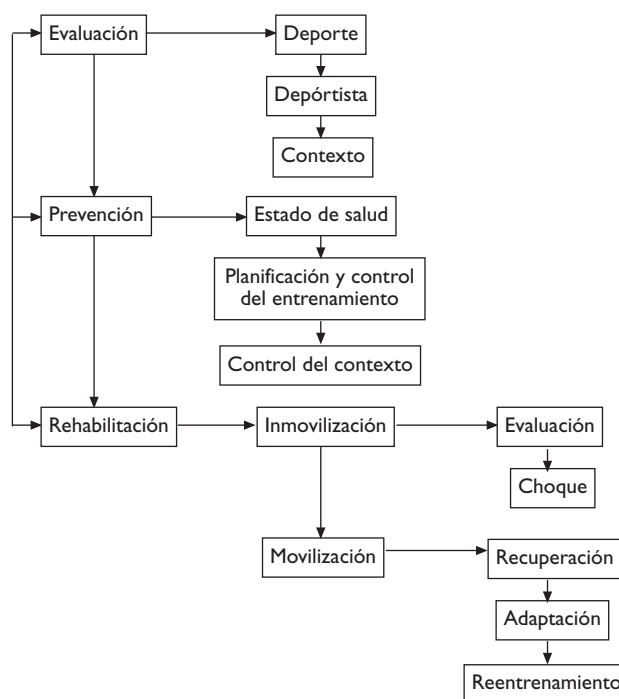 Evaluación
Deporte
Depórtista
Contexto
Prevención
Estado de salud
Planificación y control
del entrenamiento
Control del contexto
Rehabilitación
Inmovilización
Evaluación
Choque
Movilización
Recuperación
Adaptación
Reentrenamiento